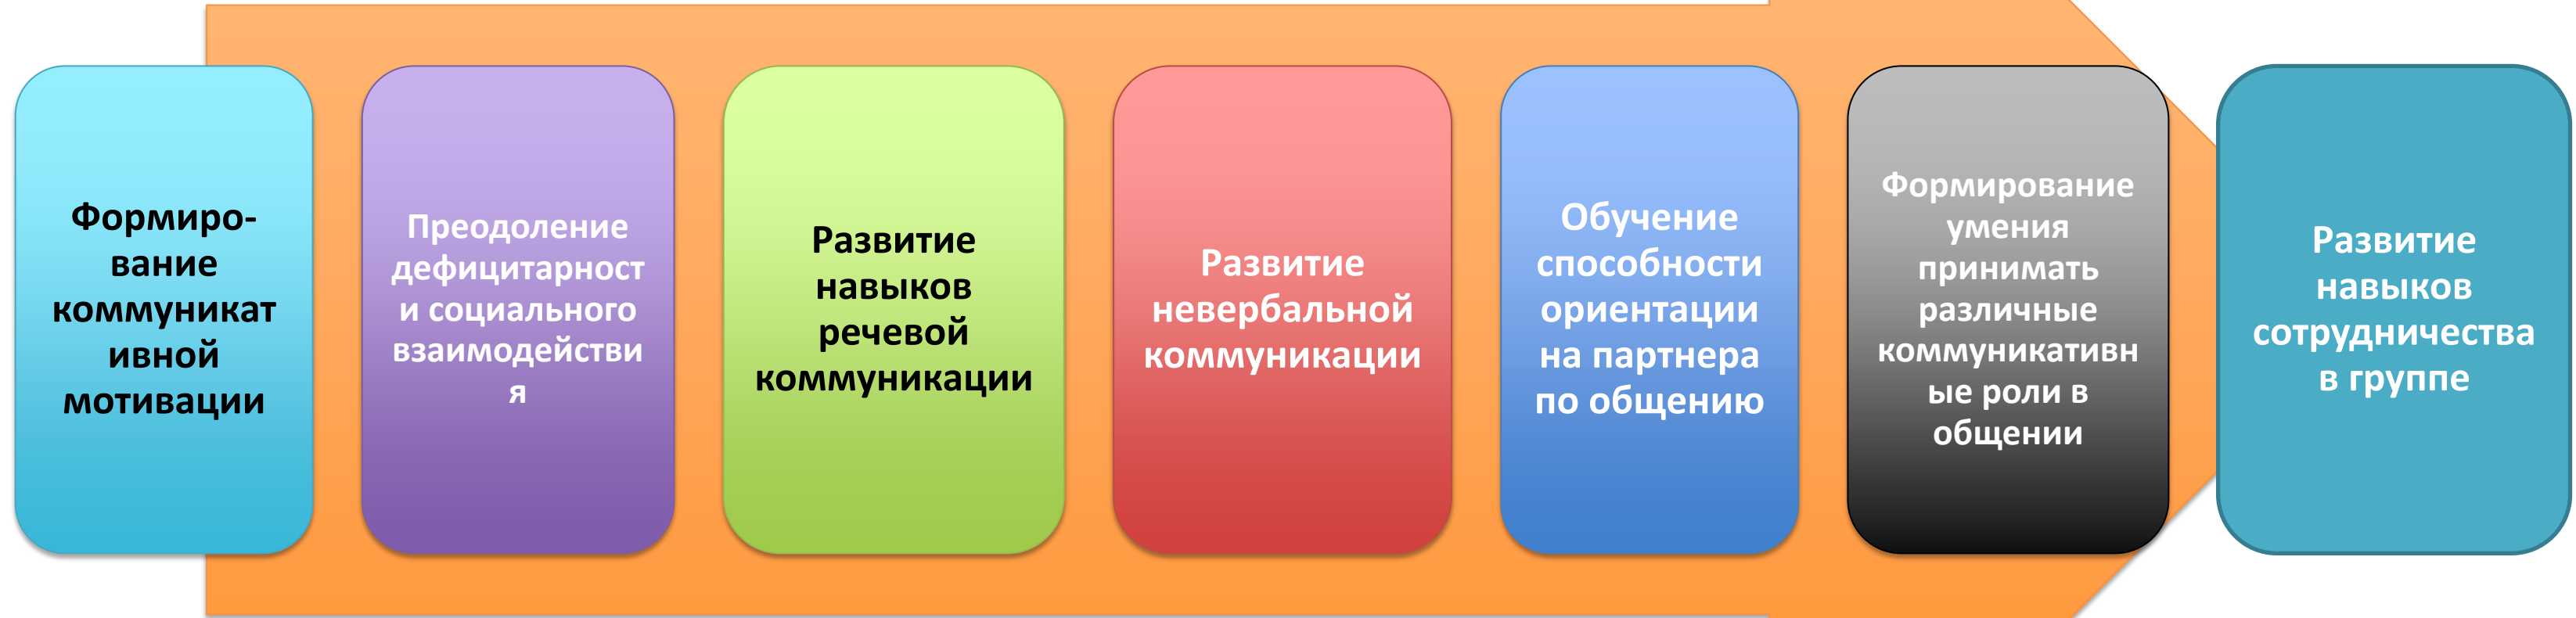 Формиро-
вание
коммуникат
ивной
мотивации
Преодоление
дефицитарност
и социального
взаимодействи
я
Развитие
навыков
речевой
коммуникации
Развитие
невербальной
коммуникации
Обучение
способности
ориентации
на партнера
по общению
Формирование
умения
принимать
различные
коммуникативн
ые роли в
общении
Развитие
навыков
сотрудничества
в группе